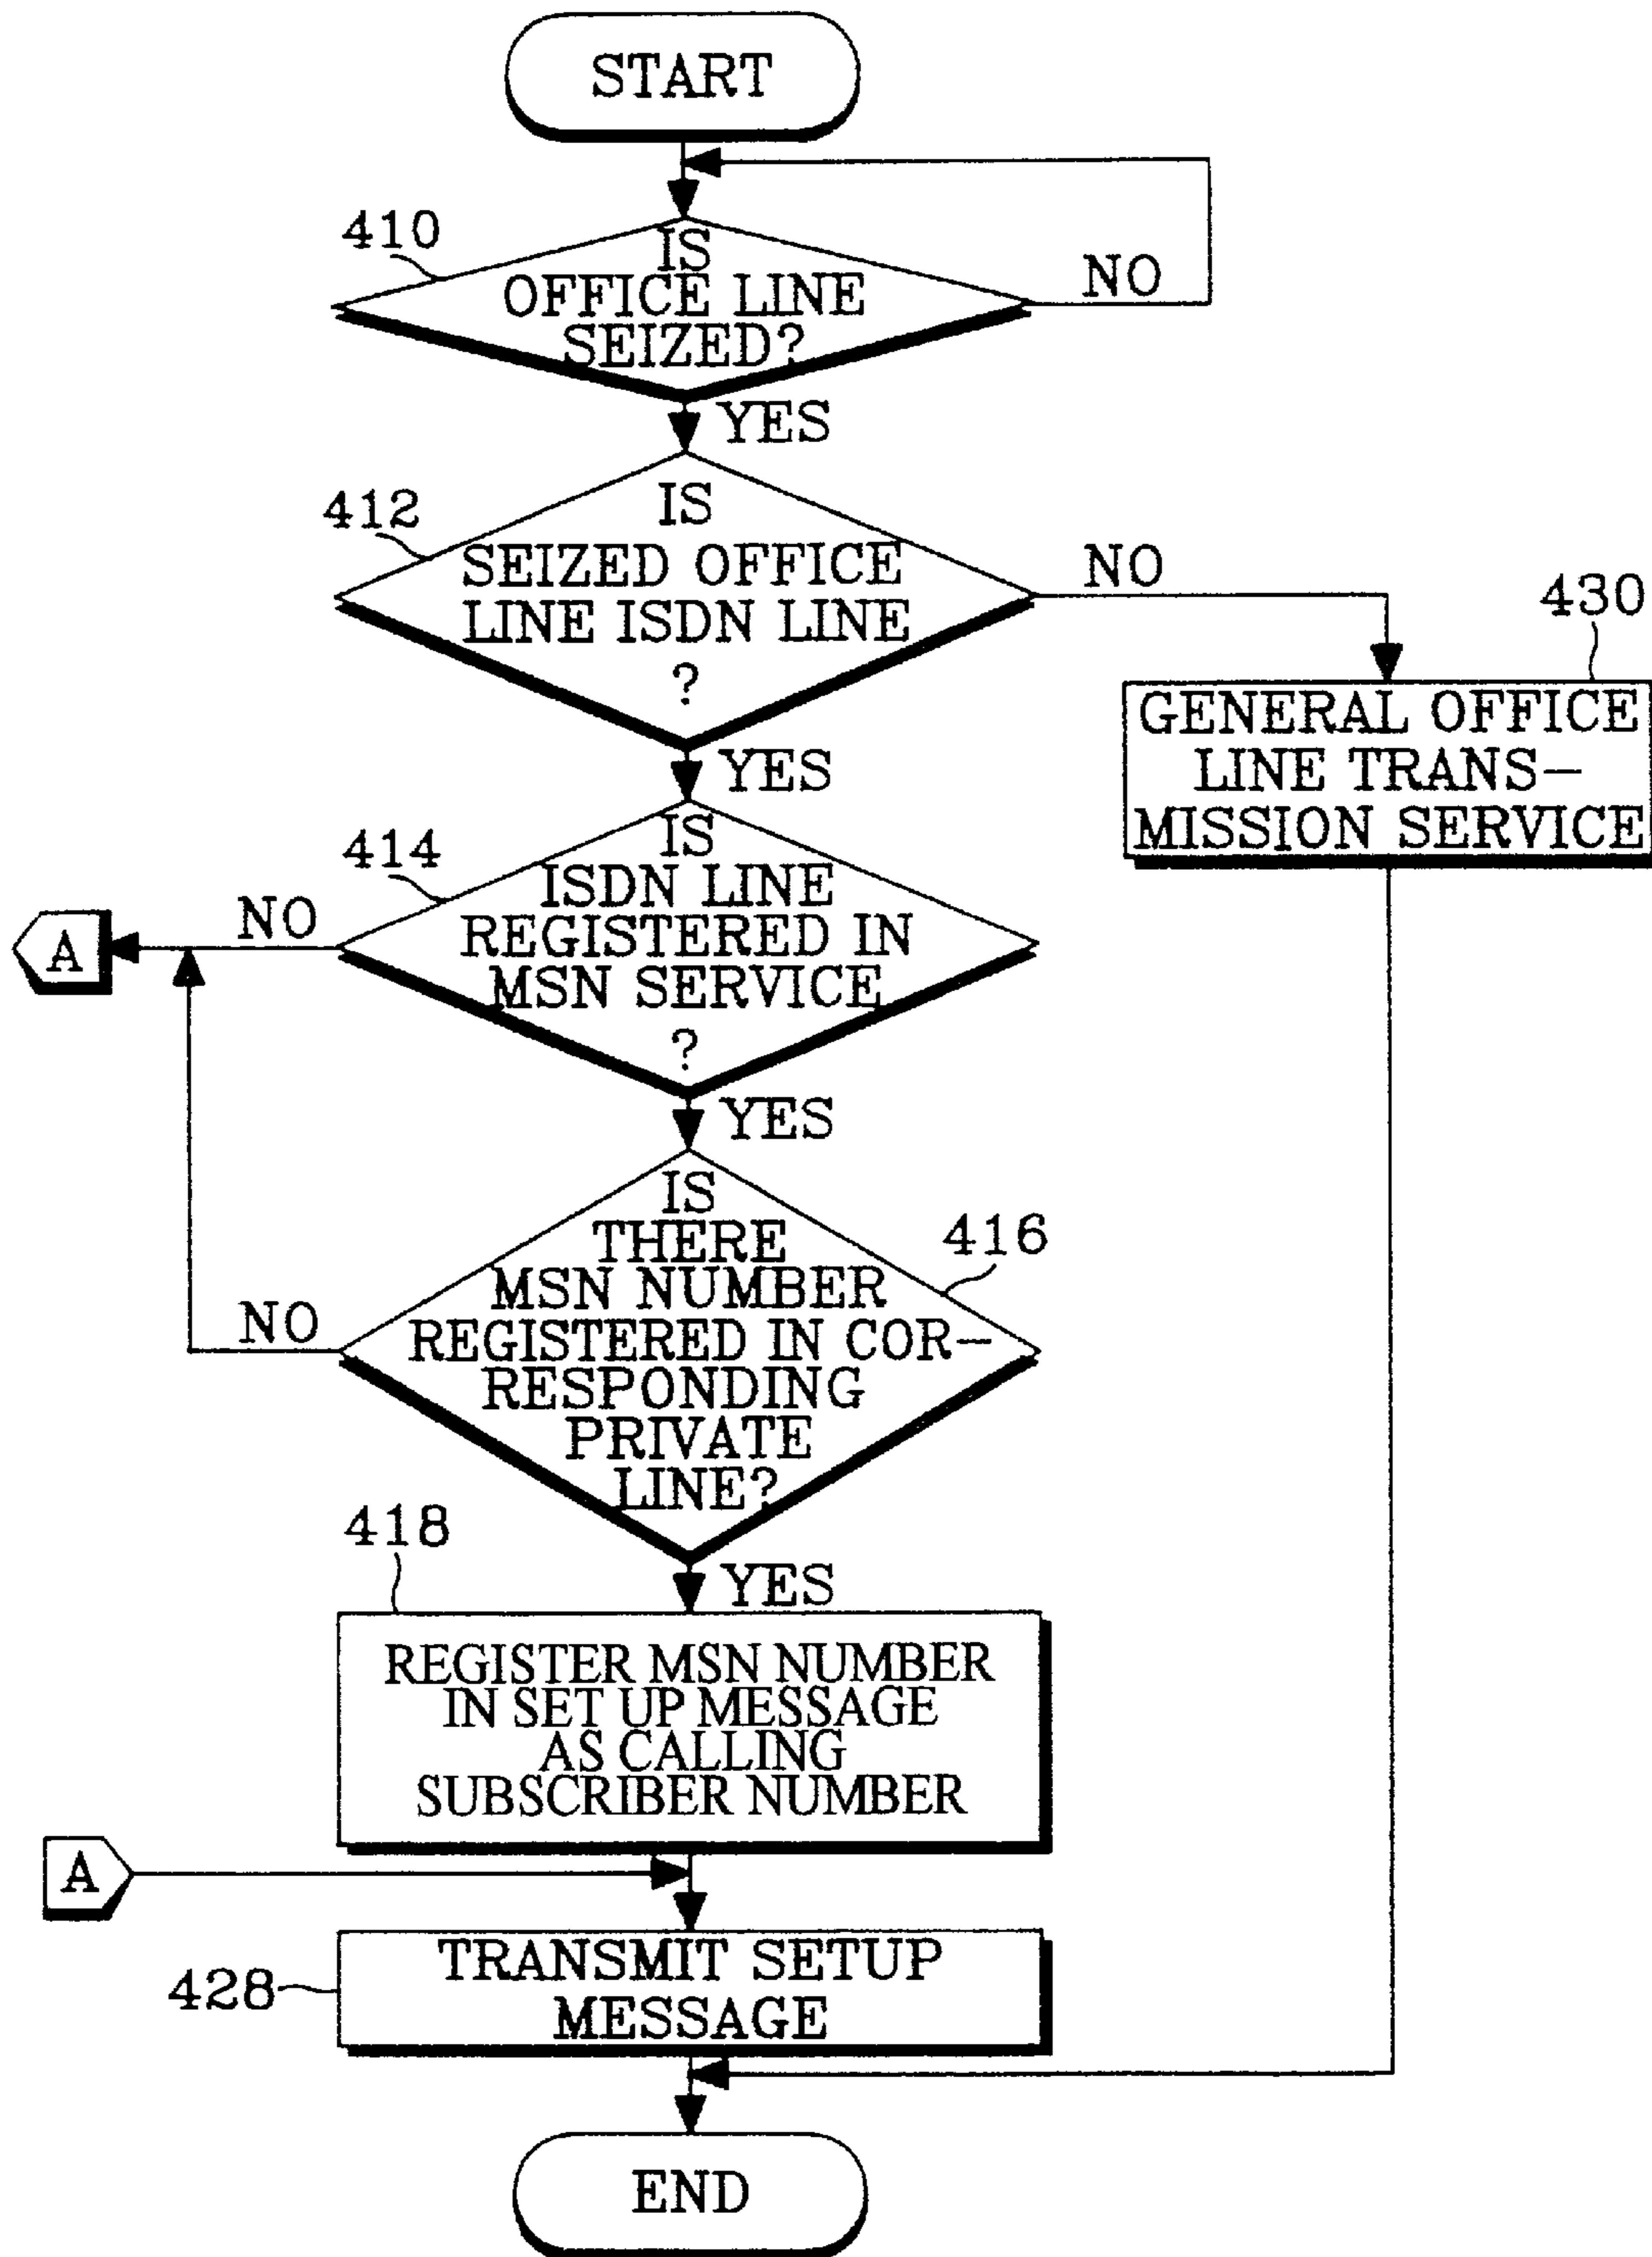 START
410
IS
OFFICE LINE
SEIZED?
NO
YES
412
IS
SEIZED OFFICE
LINE ISDN LINE
?
NO
430
GENERAL OFFICE
LINE TRANS-
MISSION SERVICE
YES
414
IS
ISDN LINE
REGISTERED IN
MSN SERVICE
?
NO
A
YES
416
IS
THERE
MSN NUMBER
REGISTERED IN COR-
RESPONDING
PRIVATE
LINE?
NO
YES
418
REGISTER MSN NUMBER
IN SET UP MESSAGE
AS CALLING
SUBSCRIBER NUMBER
A
428
TRANSMIT SETUP
MESSAGE
END